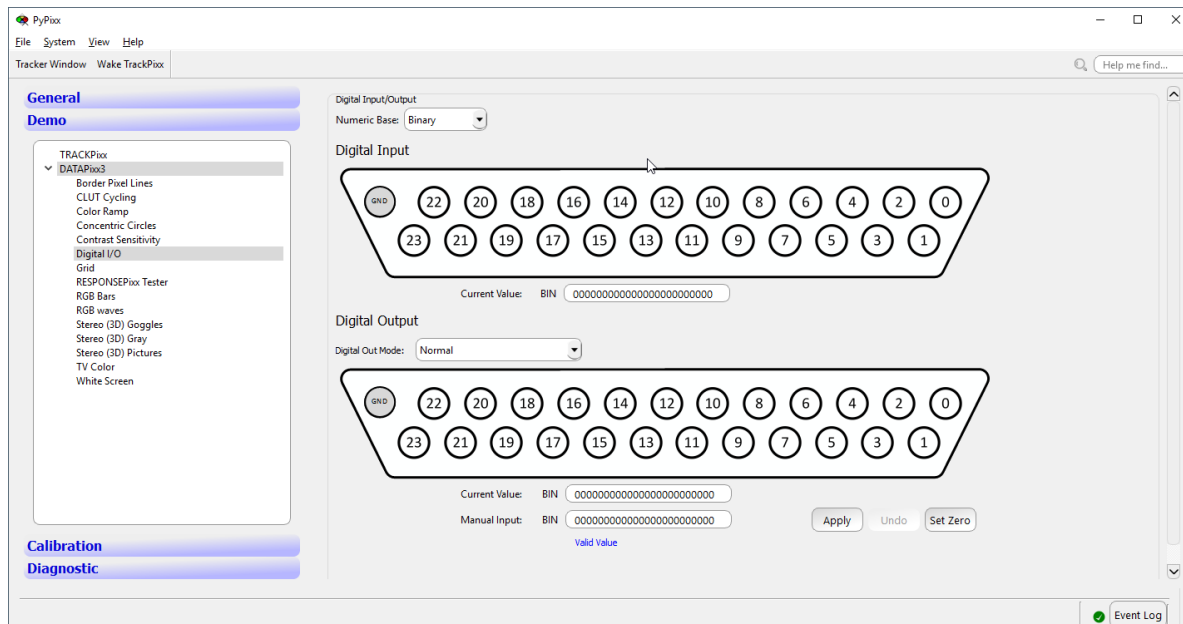 PyPixx
File System View Help
Tracker Window Wake TrackPixx Help me find...
General
Demo
TRACKPixx
DATAPixx3
Border Pixel Lines
CLUT Cycling
Color Ramp
Concentric Circles
Contrast Sensitivity
Digital I/O
Grid
RESPONSEPixx Tester
RGB Bars
RGB waves
Stereo (3D) Goggles
Stereo (3D) Gray
Stereo (3D) Pictures
TV Color
White Screen
Calibration
Diagnostic
Digital Input/Output
Numeric Base: Binary
Digital Input
GND 22 20 18 16 14 12 10 8 6 4 2 0
23 21 19 17 15 13 11 9 7 5 3 1
Current Value: BIN 000000000000000000000000
Digital Output
Digital Out Mode: Normal
GND 22 20 18 16 14 12 10 8 6 4 2 0
23 21 19 17 15 13 11 9 7 5 3 1
Current Value: BIN 000000000000000000000000
Manual Input: BIN 000000000000000000000000 Apply Undo Set Zero
Valid Value
Event Log